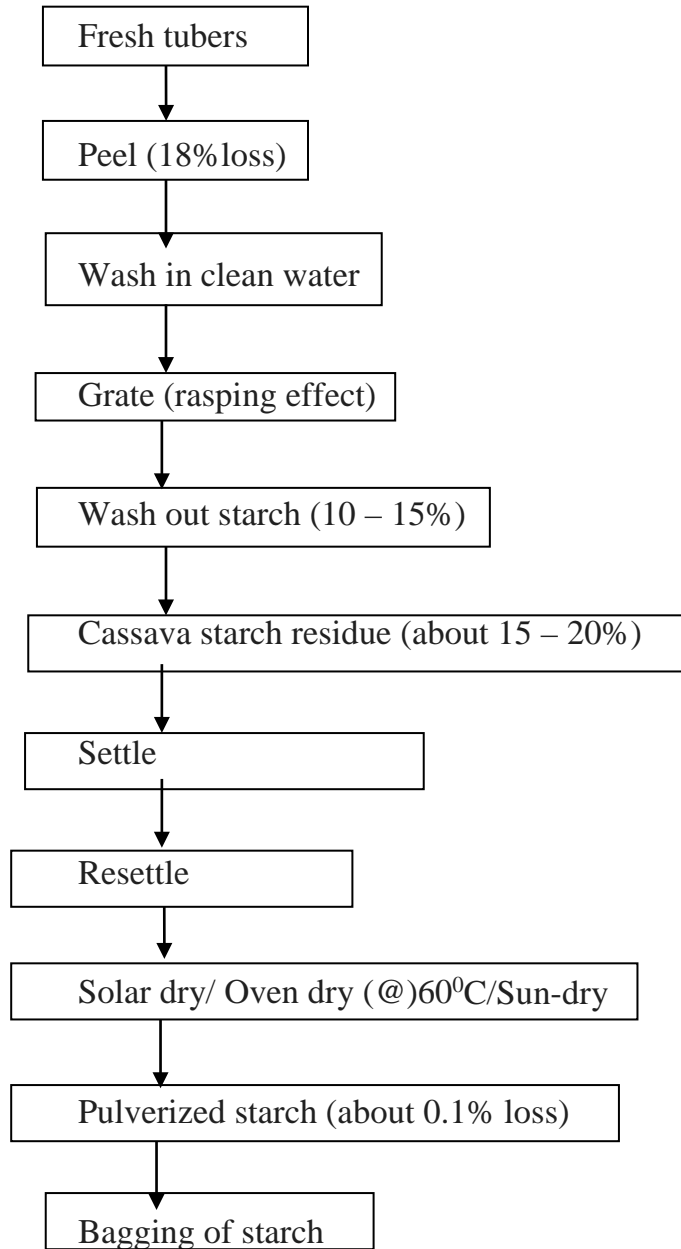 Fresh tubers
Peel (18%loss)
Wash in clean water
Grate (rasping effect)
Wash out starch (10 – 15%)
Cassava starch residue (about 15 – 20%)
Settle
Resettle
Solar dry/ Oven dry (@)60⁰C/Sun-dry
Pulverized starch (about 0.1% loss)
Bagging of starch